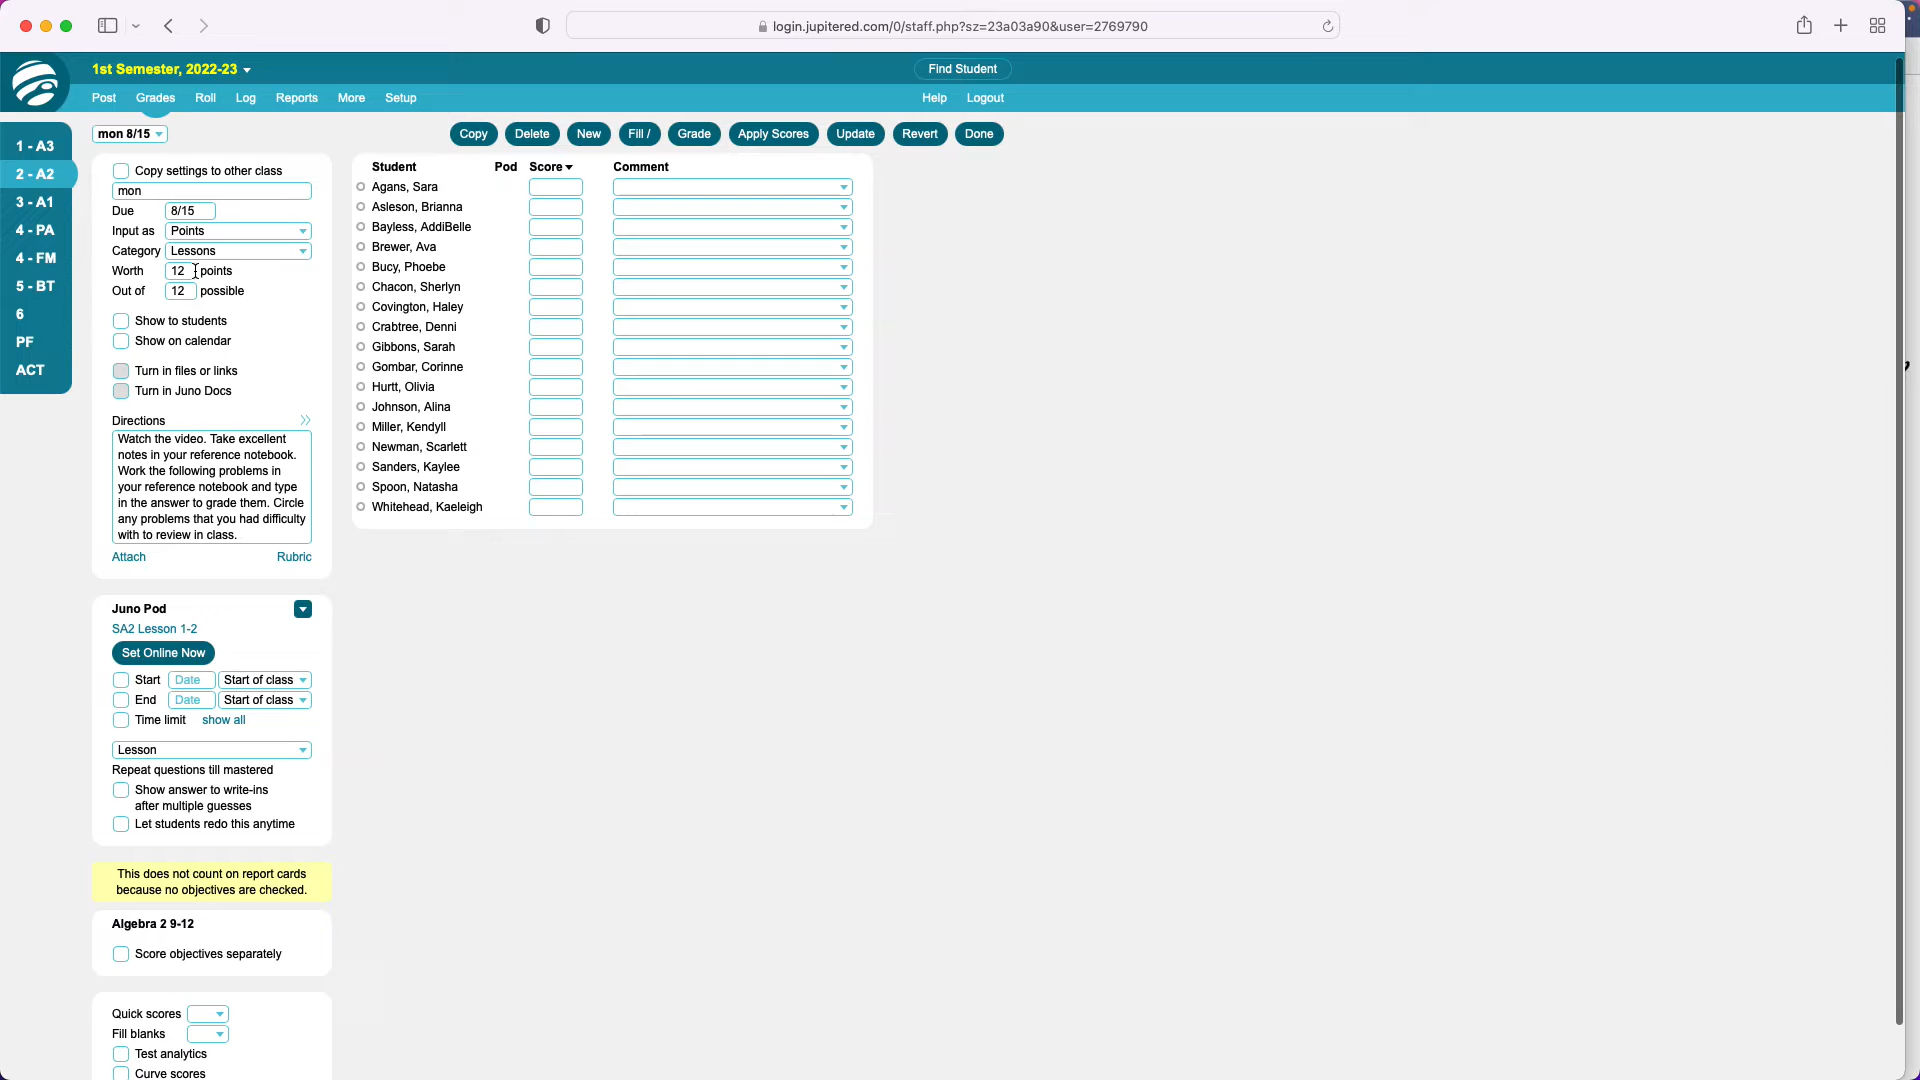 login.jupitered.com/0/staff.php?sz=23a03a90&user=2769790
1st Semester, 2022-23
Find Student
Post Grades Roll Log Reports More Setup
Help Logout
mon 8/15
Copy Delete New Fill / Grade Apply Scores Update Revert Done
1 - A3
2 - A2
3 - A1
4 - PA
4 - FM
5 - BT
6
PF
ACT
Copy settings to other class
mon
Due 8/15
Input as Points
Category Lessons
Worth 12 points
Out of 12 possible
Show to students
Show on calendar
Turn in files or links
Turn in Juno Docs
Directions
Watch the video. Take excellent
notes in your reference notebook.
Work the following problems in
your reference notebook and type
in the answer to grade them. Circle
any problems that you had difficulty
with to review in class.
Attach Rubric
Juno Pod
SA2 Lesson 1-2
Set Online Now
Start Date Start of class
End Date Start of class
Time limit show all
Lesson
Repeat questions till mastered
Show answer to write-ins
after multiple guesses
Let students redo this anytime
This does not count on report cards
because no objectives are checked.
Algebra 2 9-12
Score objectives separately
Quick scores
Fill blanks
Test analytics
Curve scores
Student Pod Score Comment
Agans, Sara
Asleson, Brianna
Bayless, AddiBelle
Brewer, Ava
Bucy, Phoebe
Chacon, Sherlyn
Covington, Haley
Crabtree, Denni
Gibbons, Sarah
Gombar, Corinne
Hurtt, Olivia
Johnson, Alina
Miller, Kendyll
Newman, Scarlett
Sanders, Kaylee
Spoon, Natasha
Whitehead, Kaeleigh